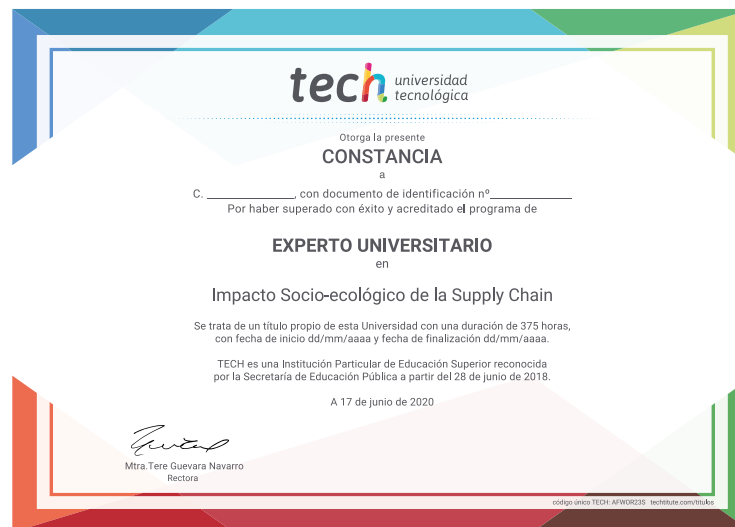 tech universidad
tecnológica
Otorga la presente
CONSTANCIA
a
C. ________________, con documento de identificación nº______________
Por haber superado con éxito y acreditado el programa de
EXPERTO UNIVERSITARIO
en
Impacto Socio-ecológico de la Supply Chain
Se trata de un título propio de esta Universidad con una duración de 375 horas,
con fecha de inicio dd/mm/aaaa y fecha de finalización dd/mm/aaaa.
TECH es una Institución Particular de Educación Superior reconocida
por la Secretaría de Educación Pública a partir del 28 de junio de 2018.
A 17 de junio de 2020
Mtra.Tere Guevara Navarro
Rectora
código único TECH: AFWOR23S techtitute.com/titulos